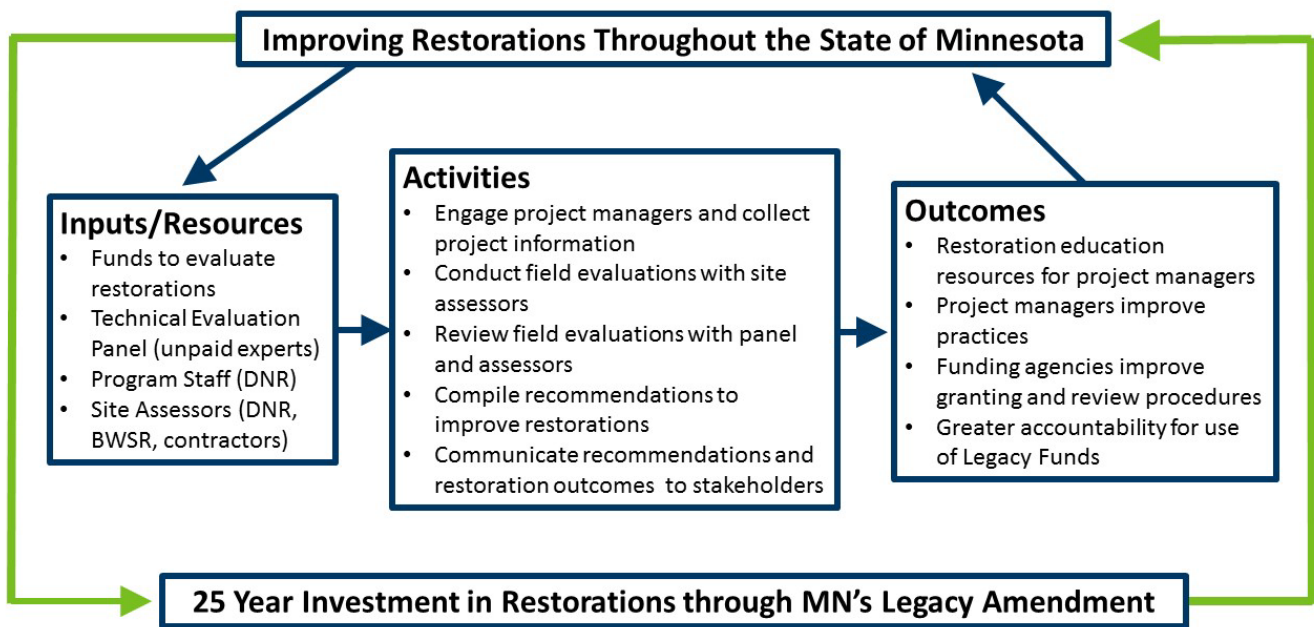 Improving Restorations Throughout the State of Minnesota
Inputs/Resources
• Funds to evaluate
restorations
• Technical Evaluation
Panel (unpaid experts)
• Program Staff (DNR)
• Site Assessors (DNR,
BWSR, contractors)
Activities
• Engage project managers and collect
project information
• Conduct field evaluations with site
assessors
• Review field evaluations with panel
and assessors
• Compile recommendations to
improve restorations
• Communicate recommendations and
restoration outcomes to stakeholders
Outcomes
• Restoration education
resources for project managers
• Project managers improve
practices
• Funding agencies improve
granting and review procedures
• Greater accountability for use
of Legacy Funds
25 Year Investment in Restorations through MN’s Legacy Amendment